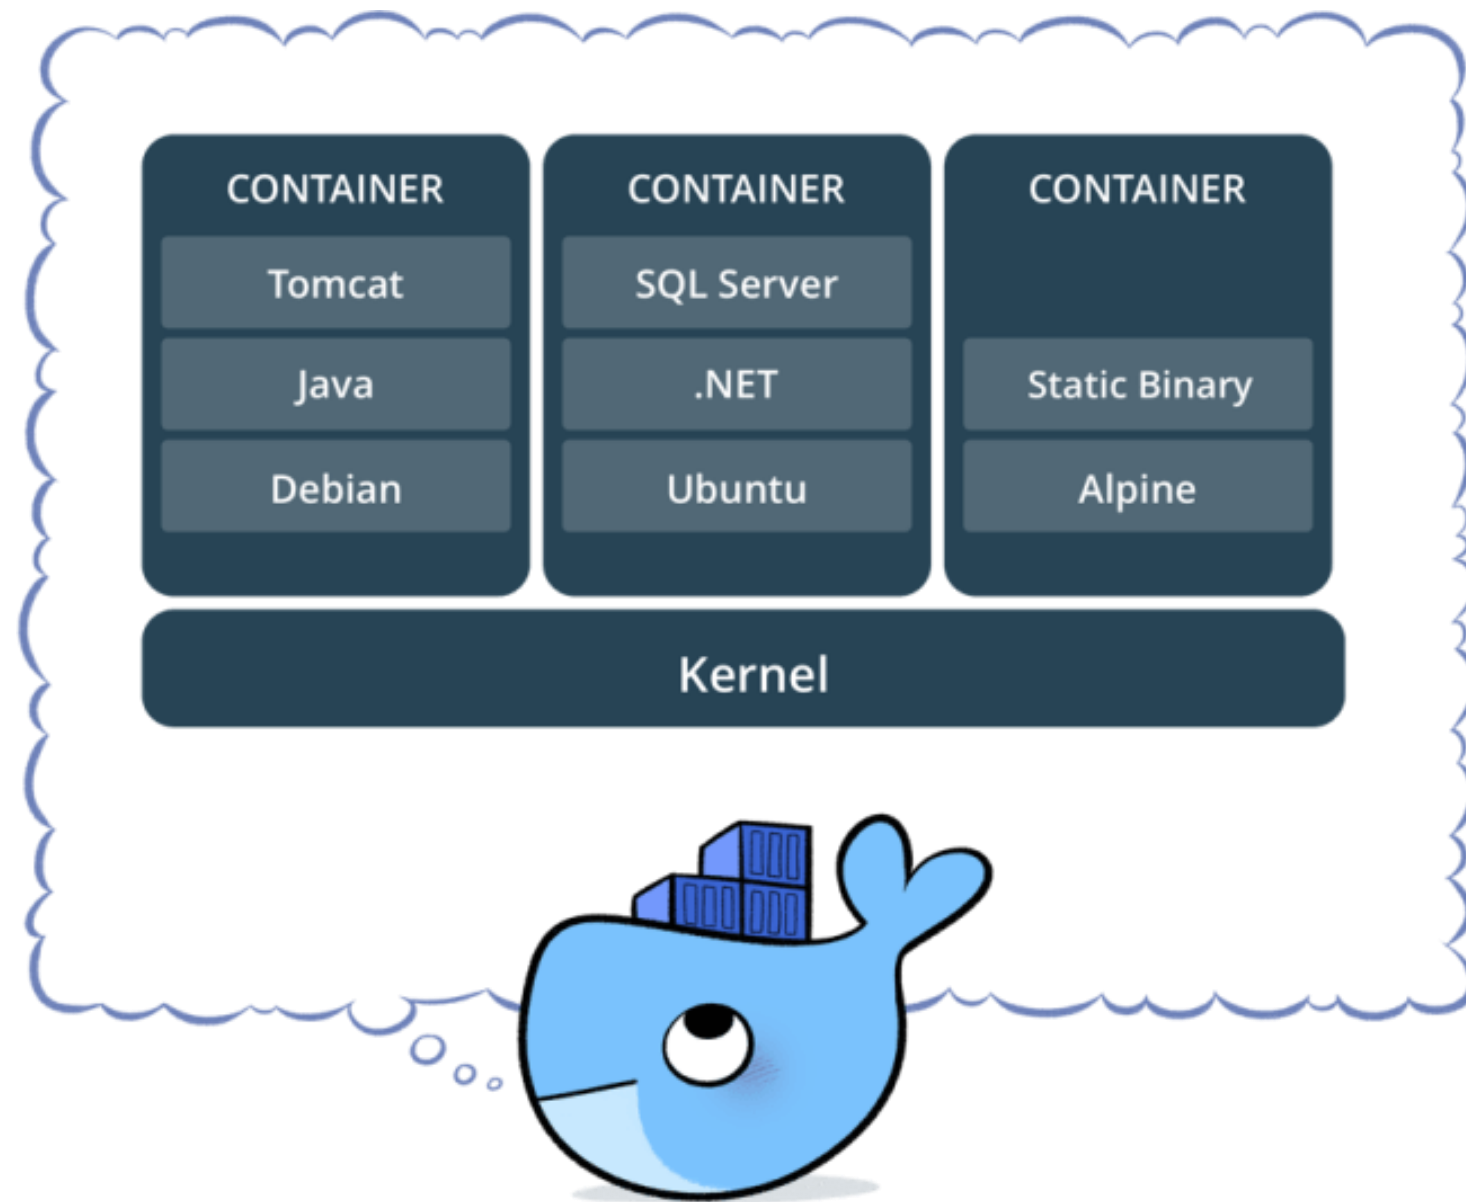 CONTAINER
Tomcat
Java
Debian
CONTAINER
SQL Server
.NET
Ubuntu
CONTAINER
Static Binary
Alpine
Kernel